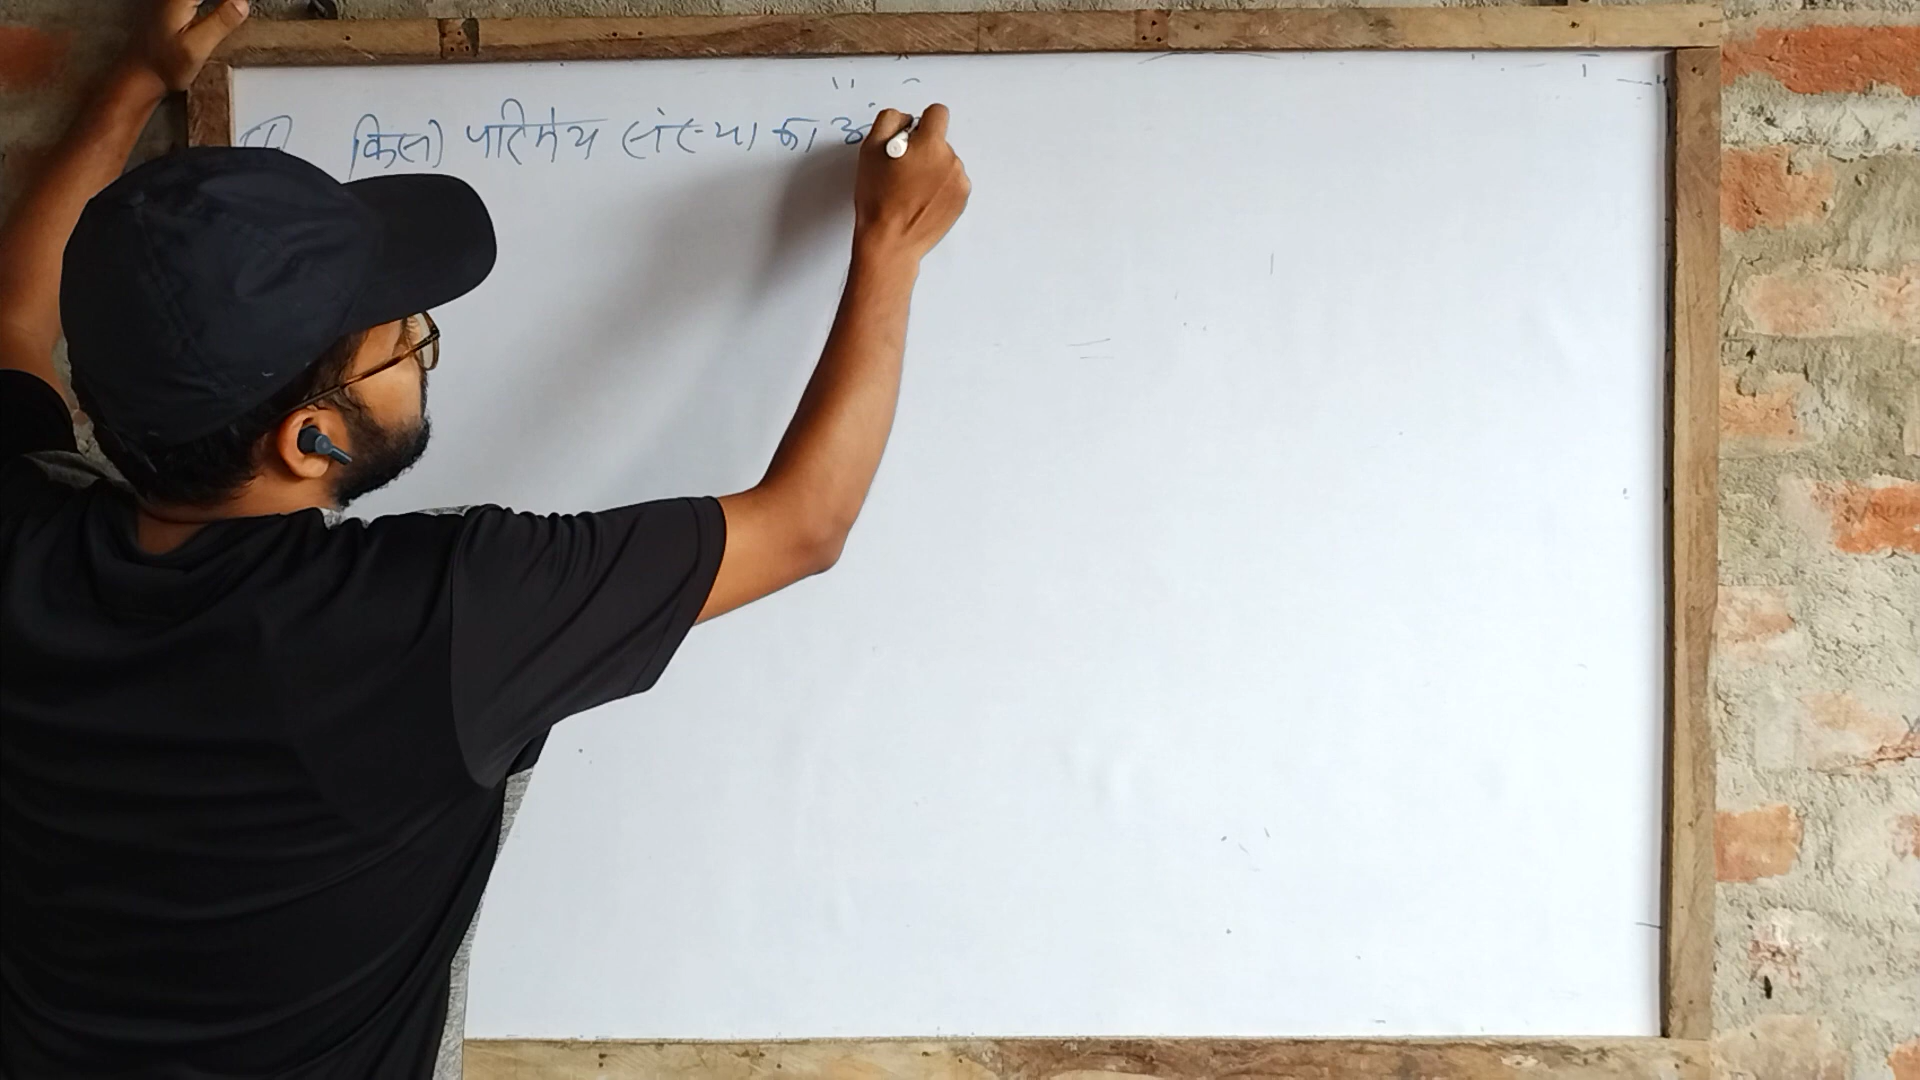 किसी परिमेय संख्या का